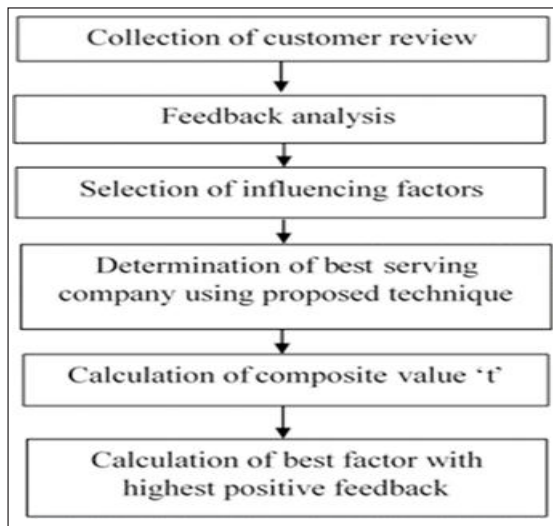 Collection of customer review
Feedback analysis
Selection of influencing factors
Determination of best serving
company using proposed technique
Calculation of composite value ‘t’
Calculation of best factor with
highest positive feedback